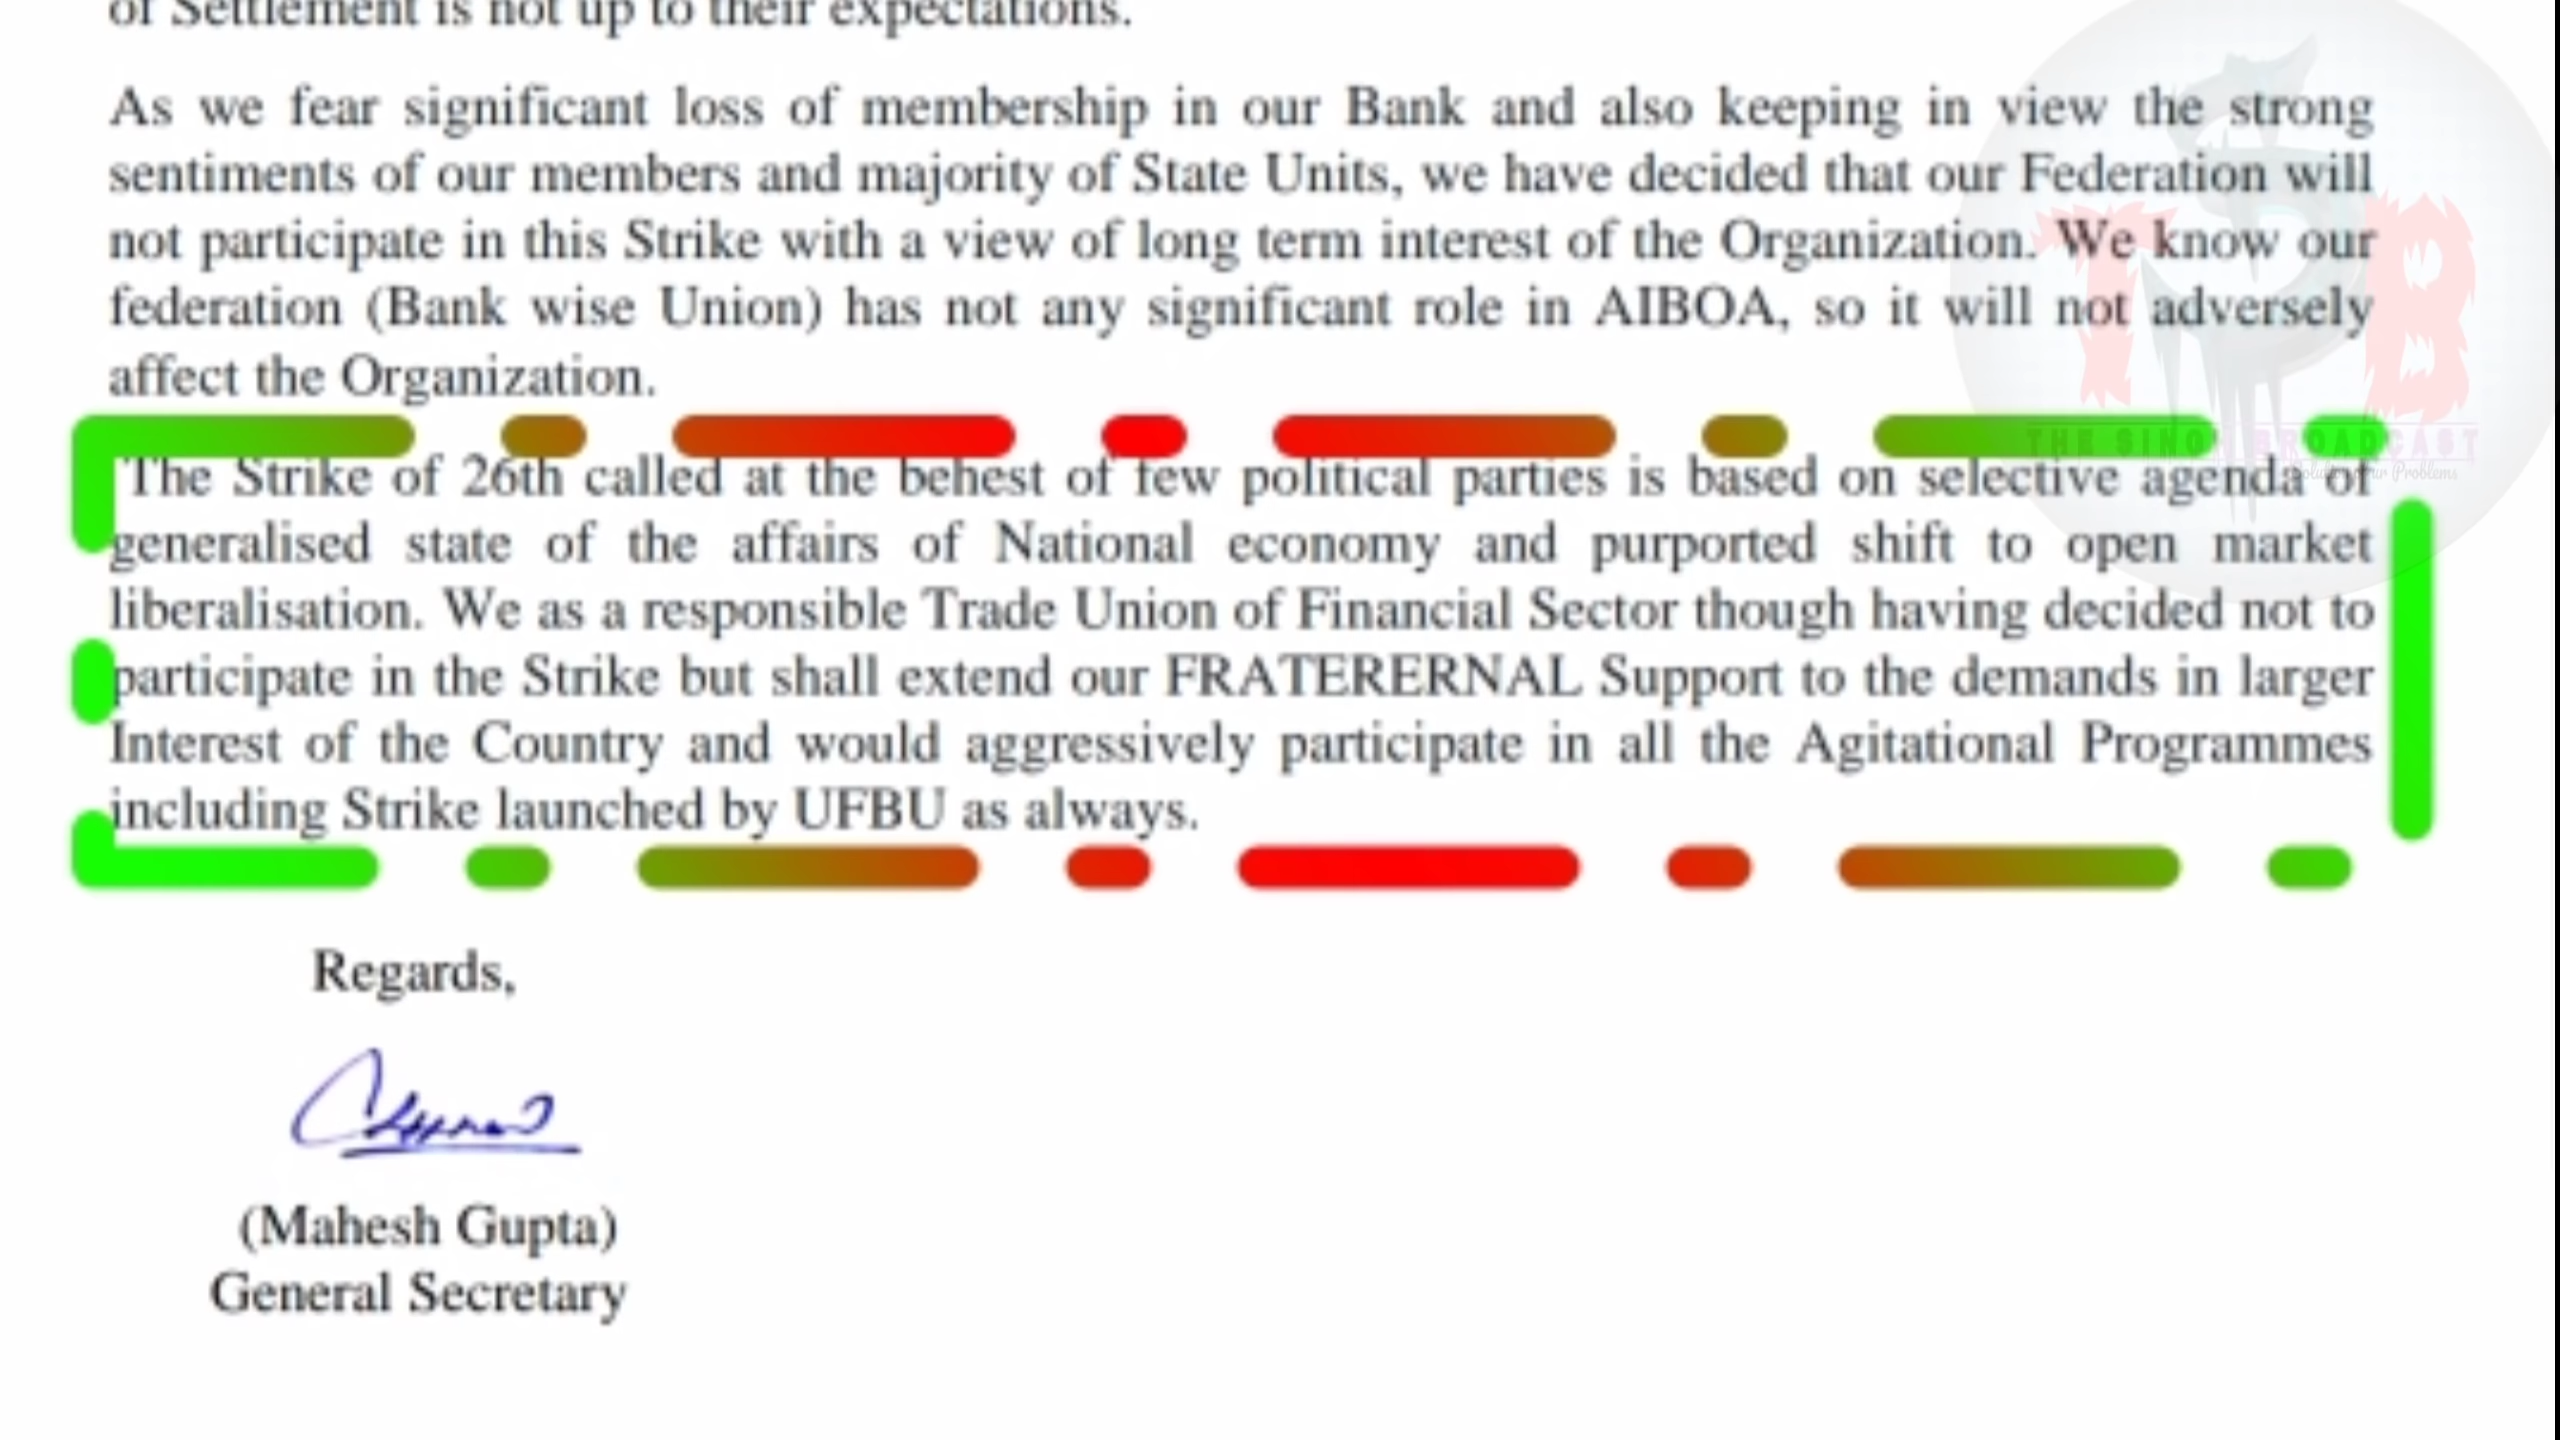 of Settlement is not up to their expectations.
As we fear significant loss of membership in our Bank and also keeping in view the strong
sentiments of our members and majority of State Units, we have decided that our Federation will
not participate in this Strike with a view of long term interest of the Organization. We know our
federation (Bank wise Union) has not any significant role in AIBOA, so it will not adversely
affect the Organization.
The Strike of 26th called at the behest of few political parties is based on selective agenda of
generalised state of the affairs of National economy and purported shift to open market
liberalisation. We as a responsible Trade Union of Financial Sector though having decided not to
participate in the Strike but shall extend our FRATERERNAL Support to the demands in larger
Interest of the Country and would aggressively participate in all the Agitational Programmes
including Strike launched by UFBU as always.
Regards,
(Mahesh Gupta)
General Secretary
T B
THE SINGH BROADCAST
Problems